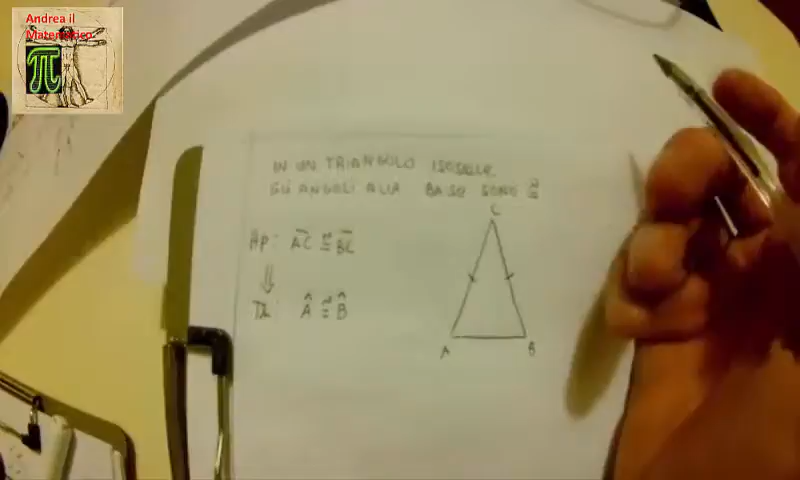 Andrea il
Matematico
π
IN UN TRIANGOLO ISOSCELE
GLI ANGOLI ALLA BASE SONO ≅
Hp: AC ≅ BC
⇓
Th: Â ≅ B̂
C
A B